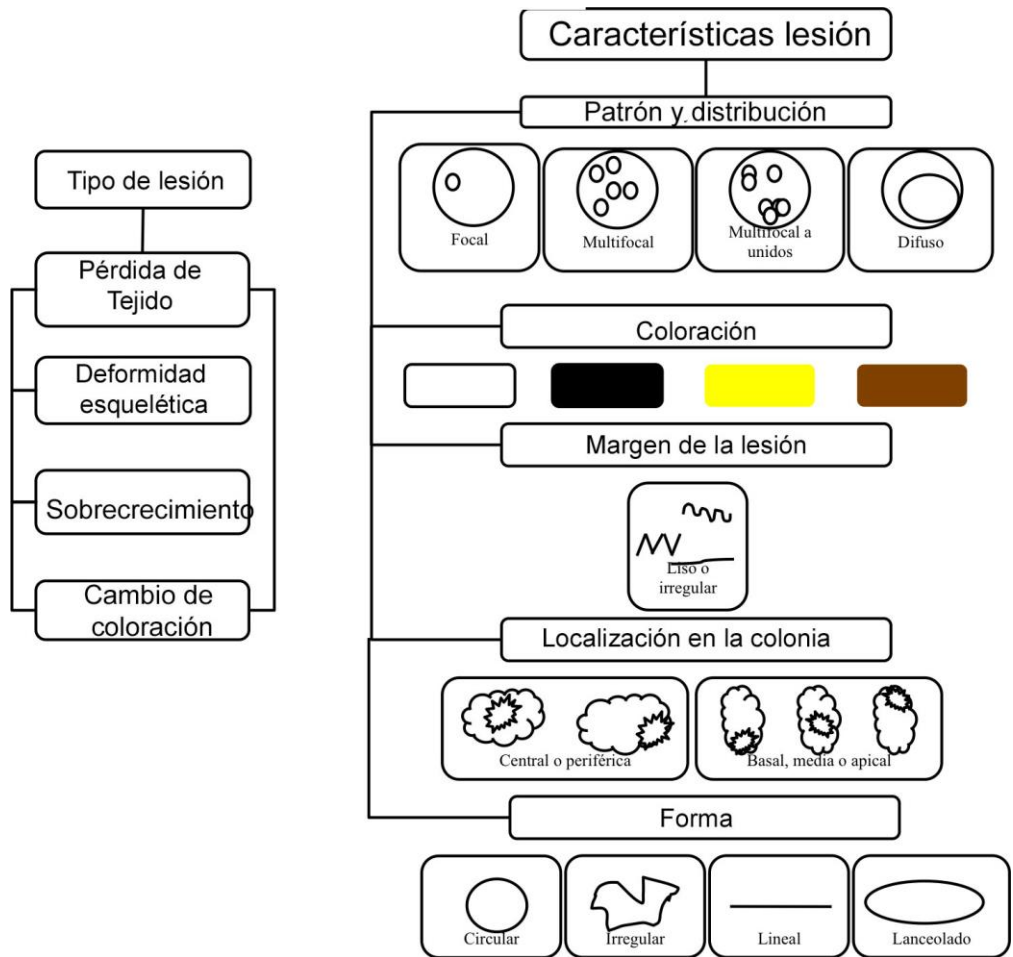 Características lesión
Patrón y distribución
Focal
Multifocal
Multifocal a
unidos
Difuso
Tipo de lesión
Pérdida de
Tejido
Deformidad
esquelética
Sobrecrecimiento
Cambio de
coloración
Coloración
Margen de la lesión
Liso o
irregular
Localización en la colonia
Central o periférica
Basal, media o apical
Forma
Circular
Irregular
Lineal
Lanceolado